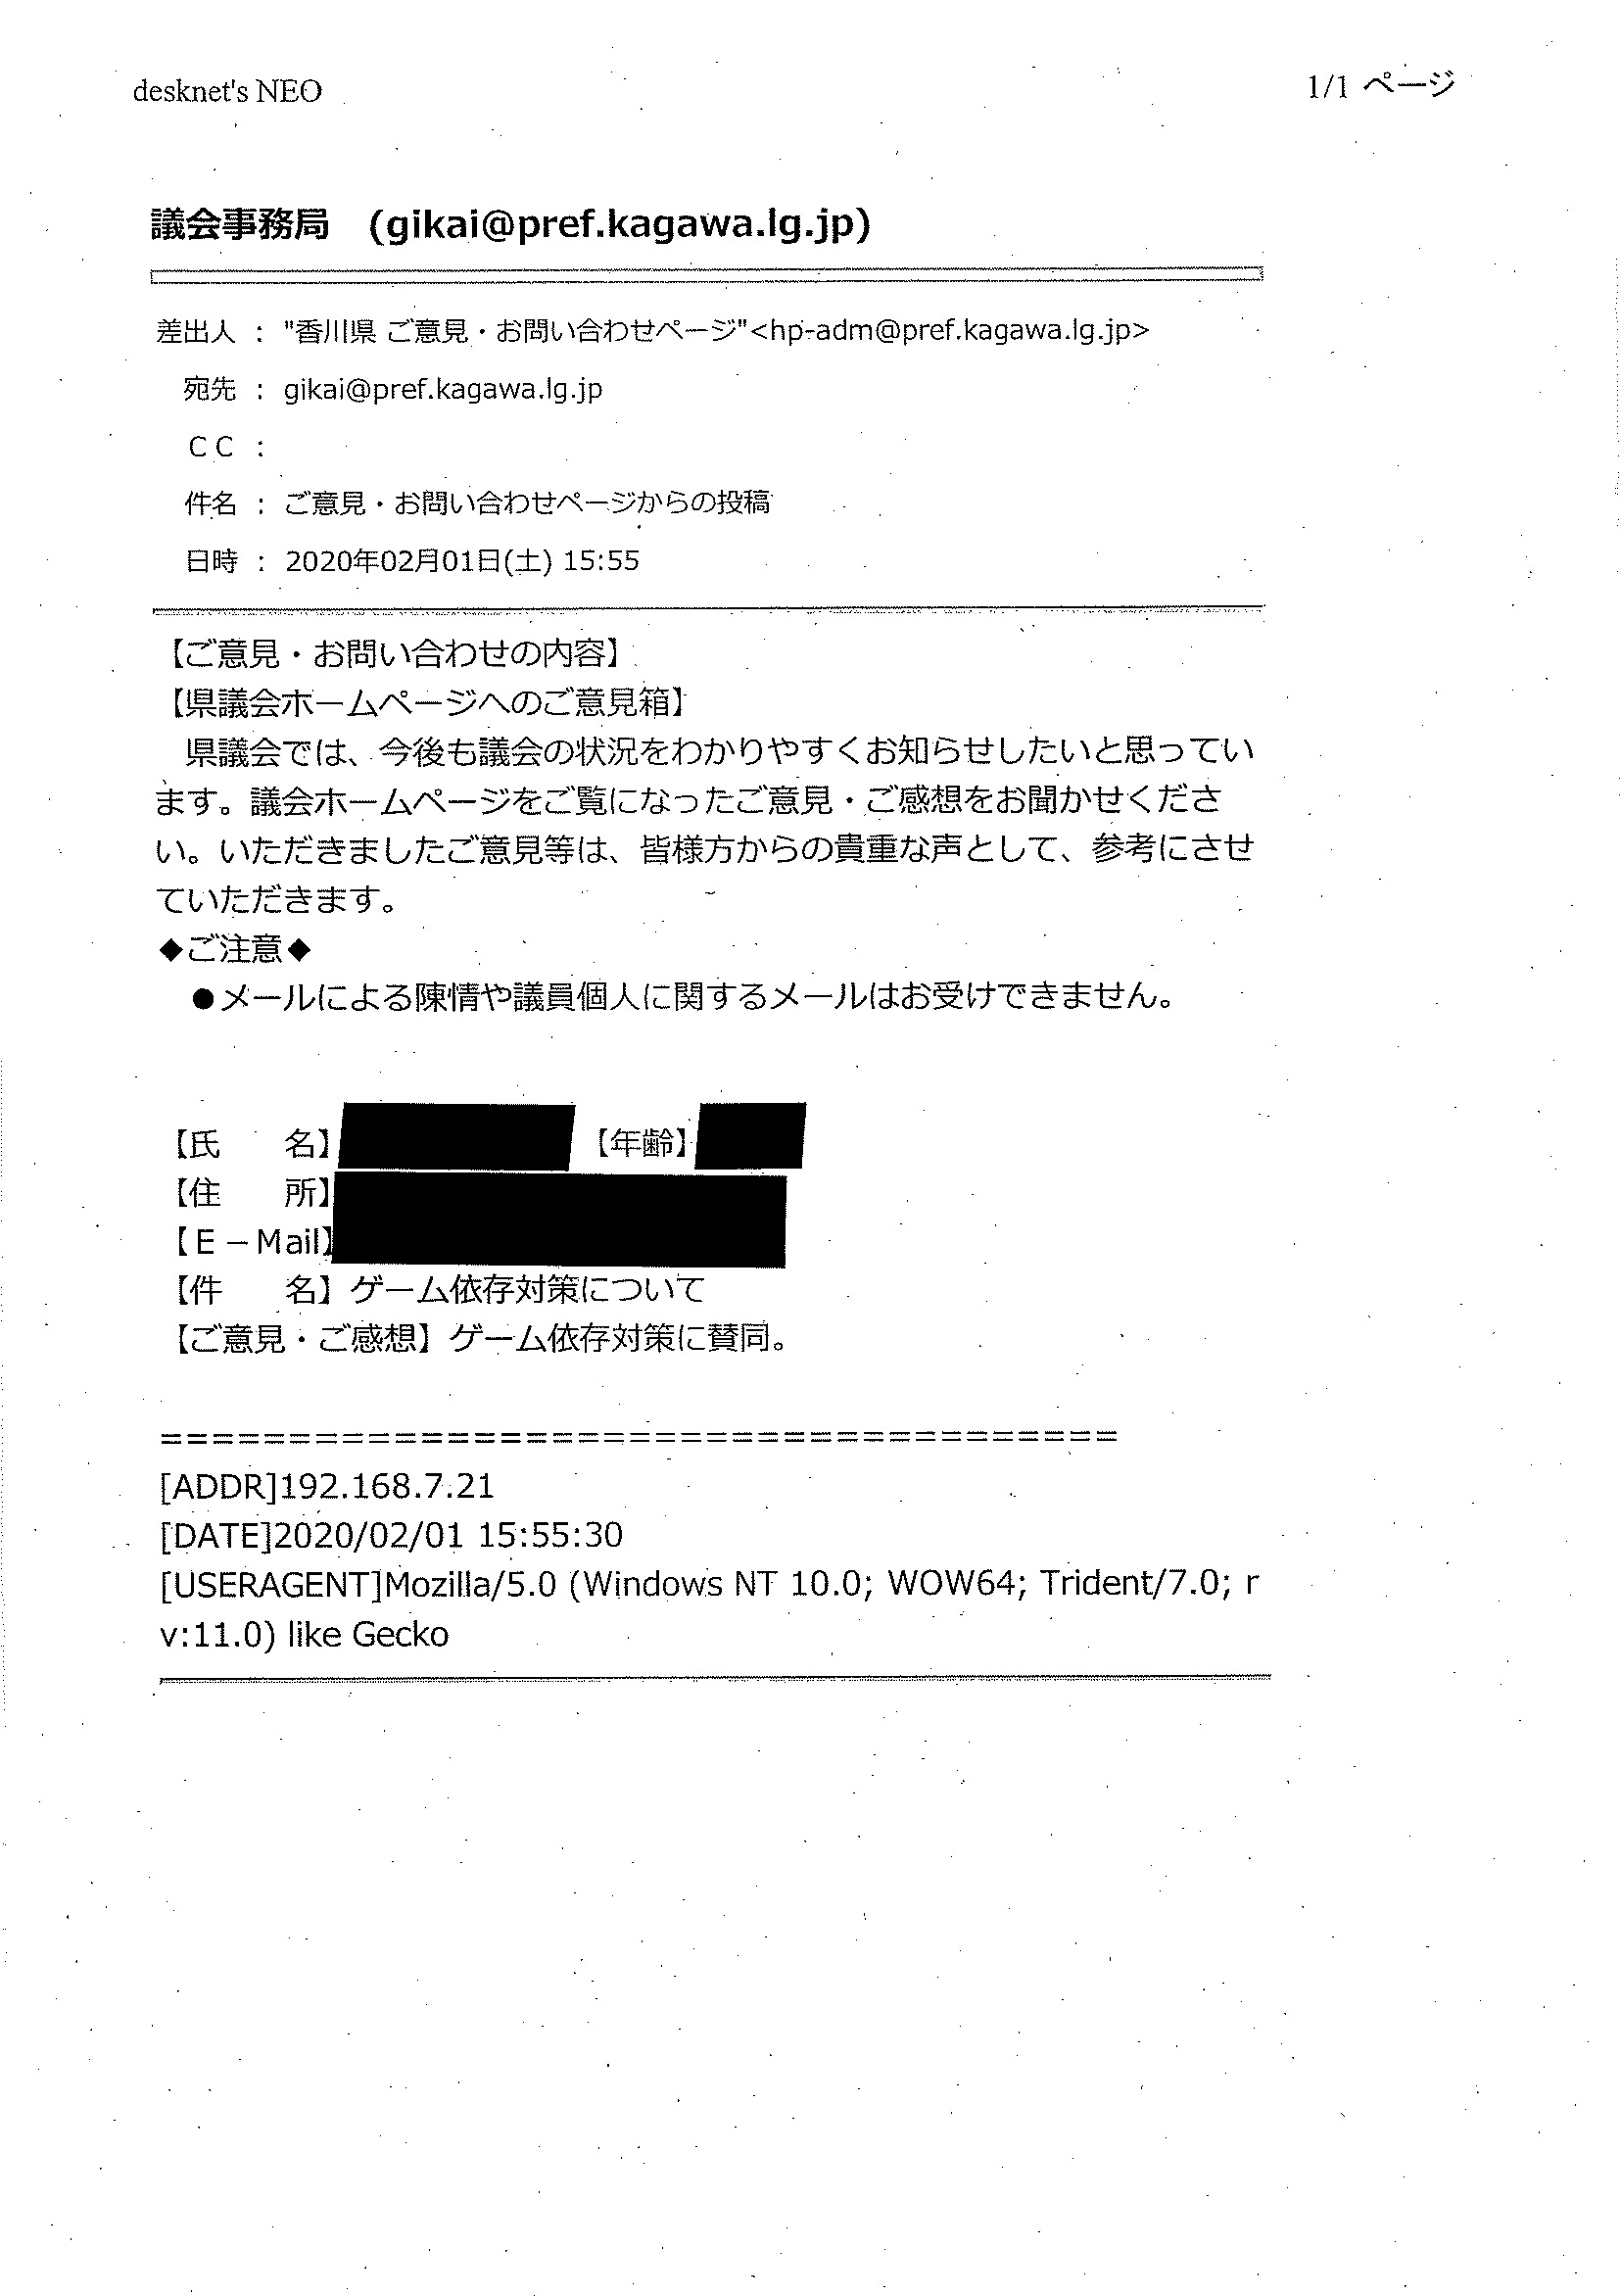 desknet's NEO
1/1 ページ
議会事務局　(gikai@pref.kagawa.lg.jp)
差出人 ： "香川県 ご意見・お問い合わせページ"<hp-adm@pref.kagawa.lg.jp>
宛先 ： gikai@pref.kagawa.lg.jp
ＣＣ ：
件名 ： ご意見・お問い合わせページからの投稿
日時 ： 2020年02月01日(土) 15:55
【ご意見・お問い合わせの内容】
【県議会ホームページへのご意見箱】
　県議会では、今後も議会の状況をわかりやすくお知らせしたいと思ってい
ます。議会ホームページをご覧になったご意見・ご感想をお聞かせくださ
い。いただきましたご意見等は、皆様方からの貴重な声として、参考にさせ
ていただきます。
◆ご注意◆
　●メールによる陳情や議員個人に関するメールはお受けできません。
【氏　　名】　【年齢】
【住　　所】
【Ｅ－Mail】
【件　　名】ゲーム依存対策について
【ご意見・ご感想】ゲーム依存対策に賛同。
=====================================
[ADDR]192.168.7.21
[DATE]2020/02/01 15:55:30
[USERAGENT]Mozilla/5.0 (Windows NT 10.0; WOW64; Trident/7.0; r
v:11.0) like Gecko